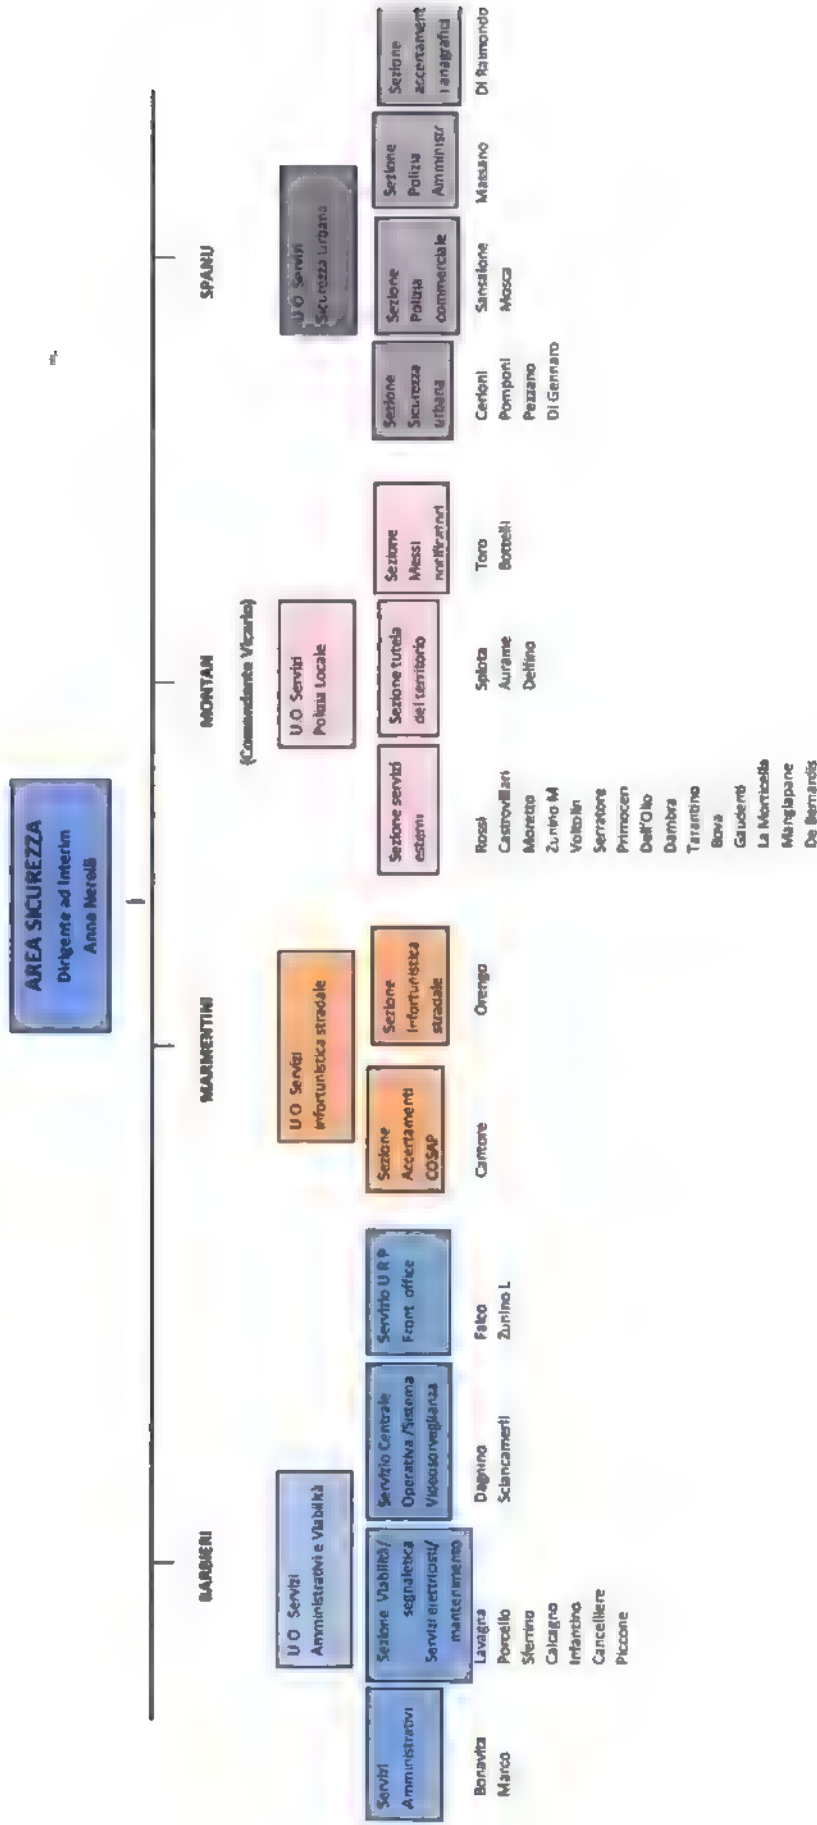 AREA SICUREZZA
Dirigente ad Interim
Anna Nerelli
BARBIERI
U O Servizi
Amministrativi e Viabilità
Servizi
Amministrativi
Bonavita
Marco
Sezione Viabilità/
segnaletica
Servizi elettricisti/
mantenimento
Lavagna
Porcello
Sferrino
Calcagno
Infantino
Cancelliere
Piccone
Servizio Centrale
Operativa /Sistema
Videosorveglianza
Dagnino
Sciancamerli
Servizio U R P
Front office
Falco
Zunino L
MARMENTINI
U O Servizi
infortunistica stradale
Sezione
Accertamenti
COSAP
Cantore
Sezione
Infortunistica
stradale
Orengo
MONTAN
(Comandante Vicario)
U.O Servizi
Polizia Locale
Sezione servizi
esterni
Rossi
Castrovillari
Moretto
Zunino M
Voltolin
Serratore
Primoceri
Dell'Olio
Dambra
Tarantino
Bova
Gaudenti
La Morticella
Mangiapane
De Bernardis
Sezione tutela
del territorio
Splota
Aurame
Delfino
Sezione
Messi
notificatori
Toro
Bottelli
SPANU
U O Servizi
Sicurezza Urbana
Sezione
Sicurezza
urbana
Cerloni
Pomponi
Pezzano
Di Gennaro
Sezione
Polizia
commerciale
Sansalone
Mosca
Sezione
Polizia
Amministr/
Massano
Sezione
accertament
i anagrafici
Di Raimondo